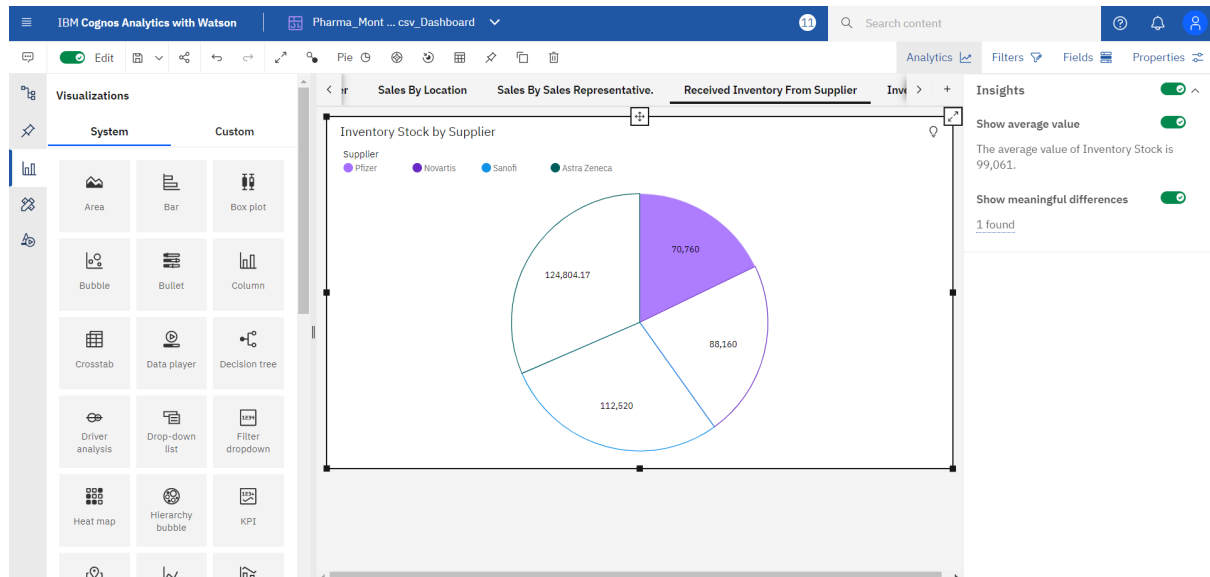 IBM Cognos Analytics with Watson
Pharma_Mont ... csv_Dashboard
11
Search content
Edit
Pie
Analytics
Filters
Fields
Properties
Visualizations
System
Custom
Area
Bar
Box plot
Bubble
Bullet
Column
Crosstab
Data player
Decision tree
Driver
analysis
Drop-down
list
Filter
dropdown
Heat map
Hierarchy
bubble
KPI
Sales By Location
Sales By Sales Representative.
Received Inventory From Supplier
Inve
+
Inventory Stock by Supplier
Supplier
Pfizer
Novartis
Sanofi
Astra Zeneca
70,760
124,804.17
88,160
112,520
Insights
Show average value
The average value of Inventory Stock is
99,061.
Show meaningful differences
1 found